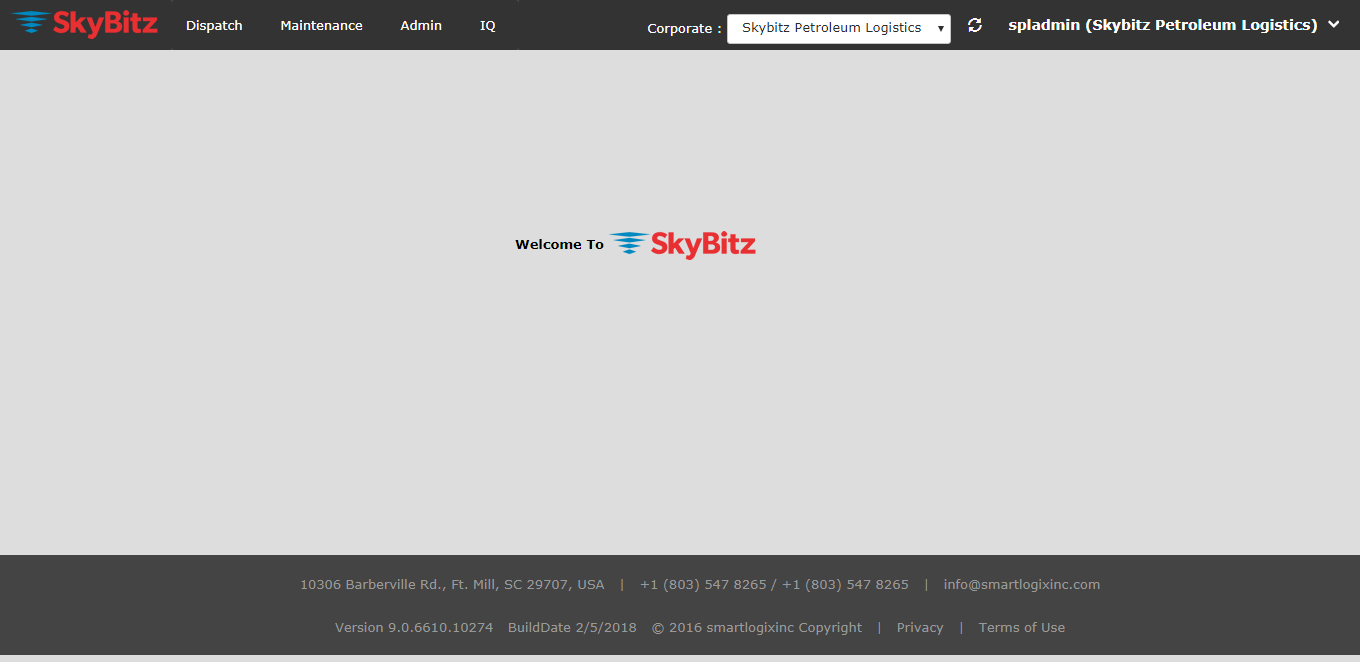 SkyBitz Dispatch Maintenance Admin IQ Corporate : Skybitz Petroleum Logistics spladmin (Skybitz Petroleum Logistics)
Welcome To SkyBitz
10306 Barberville Rd., Ft. Mill, SC 29707, USA | +1 (803) 547 8265 / +1 (803) 547 8265 | info@smartlogixinc.com
Version 9.0.6610.10274 BuildDate 2/5/2018 © 2016 smartlogixinc Copyright | Privacy | Terms of Use